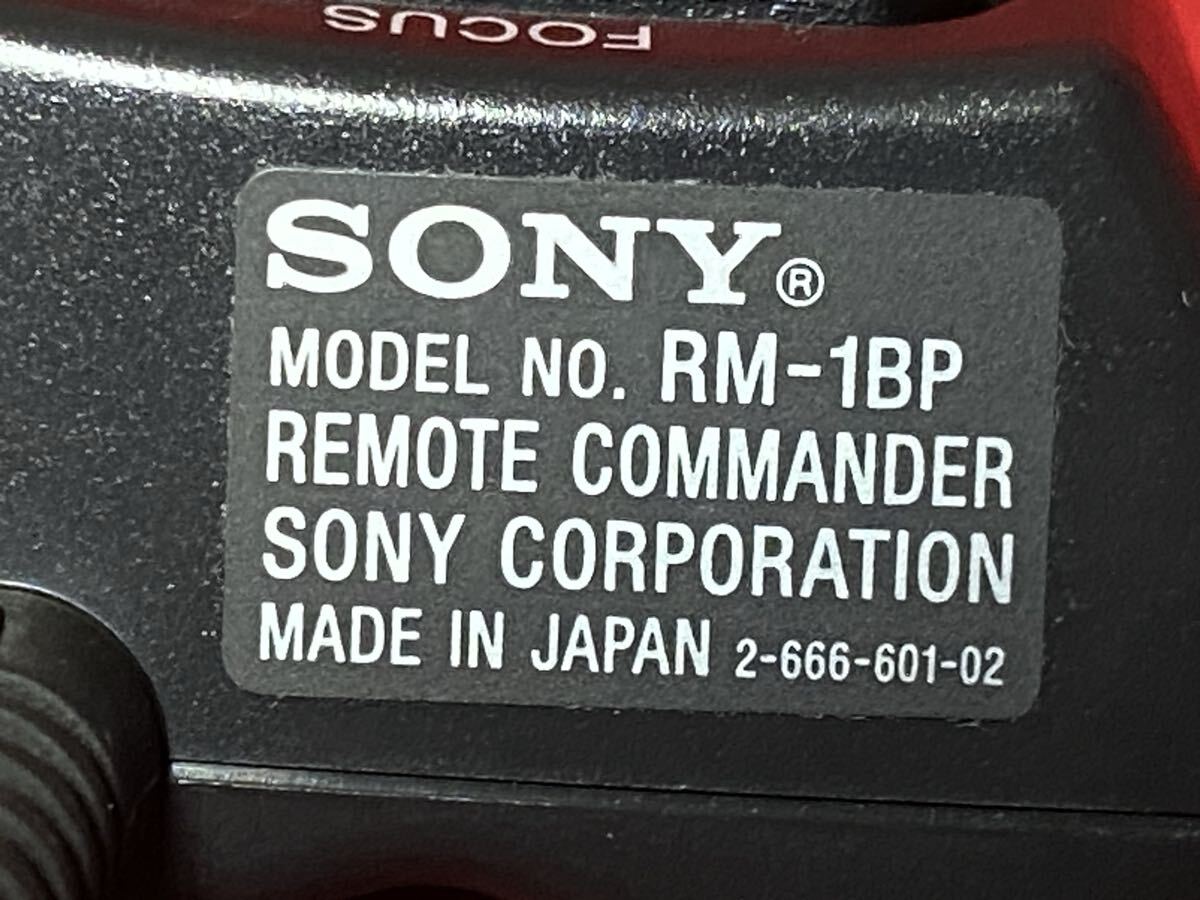 FOCUS
SONY®
MODEL NO. RM-1BP
REMOTE COMMANDER
SONY CORPORATION
MADE IN JAPAN 2-666-601-02